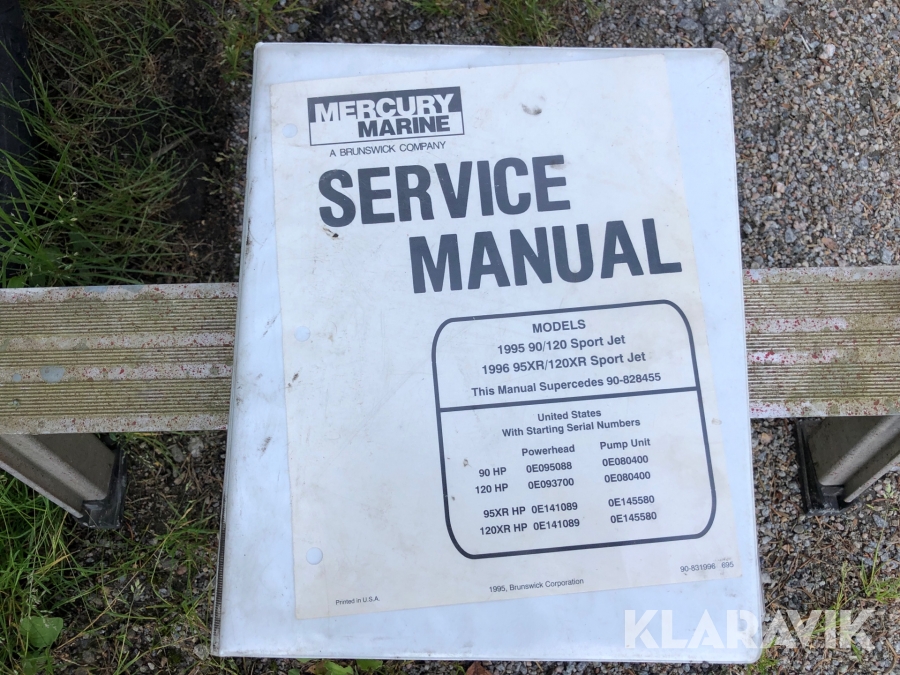 MERCURY
MARINE
A BRUNSWICK COMPANY
SERVICE
MANUAL
MODELS
1995 90/120 Sport Jet
1996 95XR/120XR Sport Jet
This Manual Supercedes 90-828455
United States
With Starting Serial Numbers
Powerhead Pump Unit
90 HP 0E095088 0E080400
120 HP 0E093700 0E080400
95XR HP 0E141089 0E145580
120XR HP 0E141089 0E145580
90-831996 695
1995, Brunswick Corporation
Printed in U.S.A.
KLARAVIK